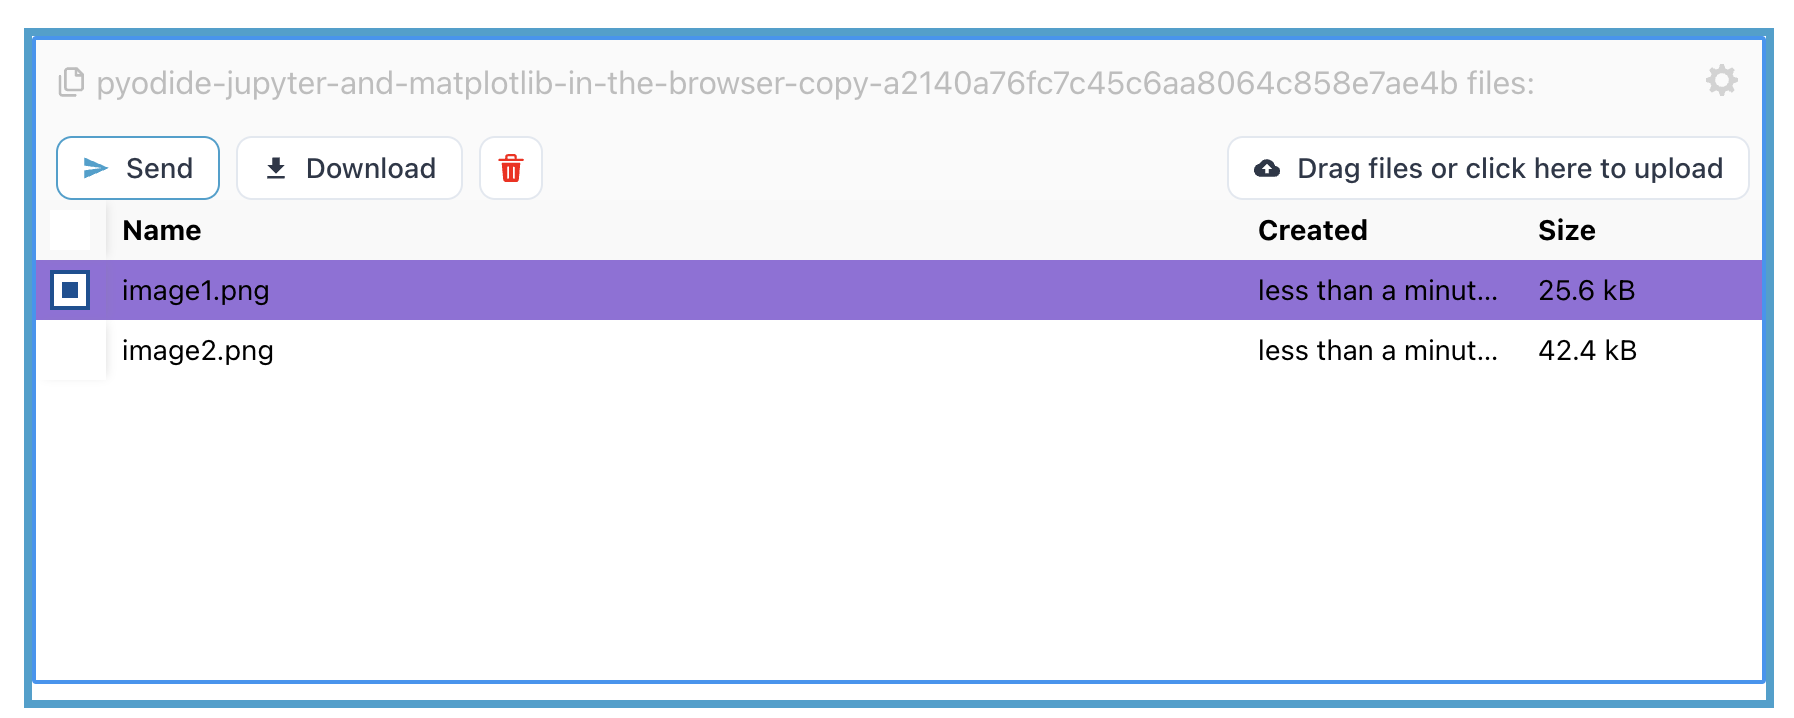 pyodide-jupyter-and-matplotlib-in-the-browser-copy-a2140a76fc7c45c6aa8064c858e7ae4b files:
Send Download Drag files or click here to upload
Name Created Size
image1.png less than a minut... 25.6 kB
image2.png less than a minut... 42.4 kB